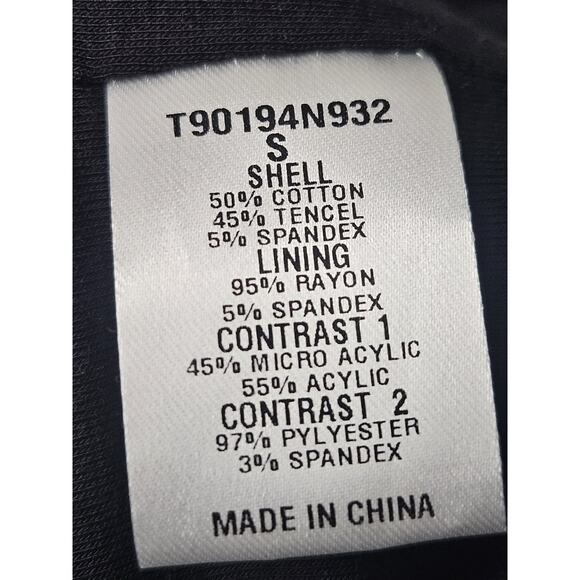 T90194N932
S
SHELL
50% COTTON
45% TENCEL
5% SPANDEX
LINING
95% RAYON
5% SPANDEX
CONTRAST 1
45% MICRO ACYLIC
55% ACYLIC
CONTRAST 2
97% PYLYESTER
3% SPANDEX
MADE IN CHINA